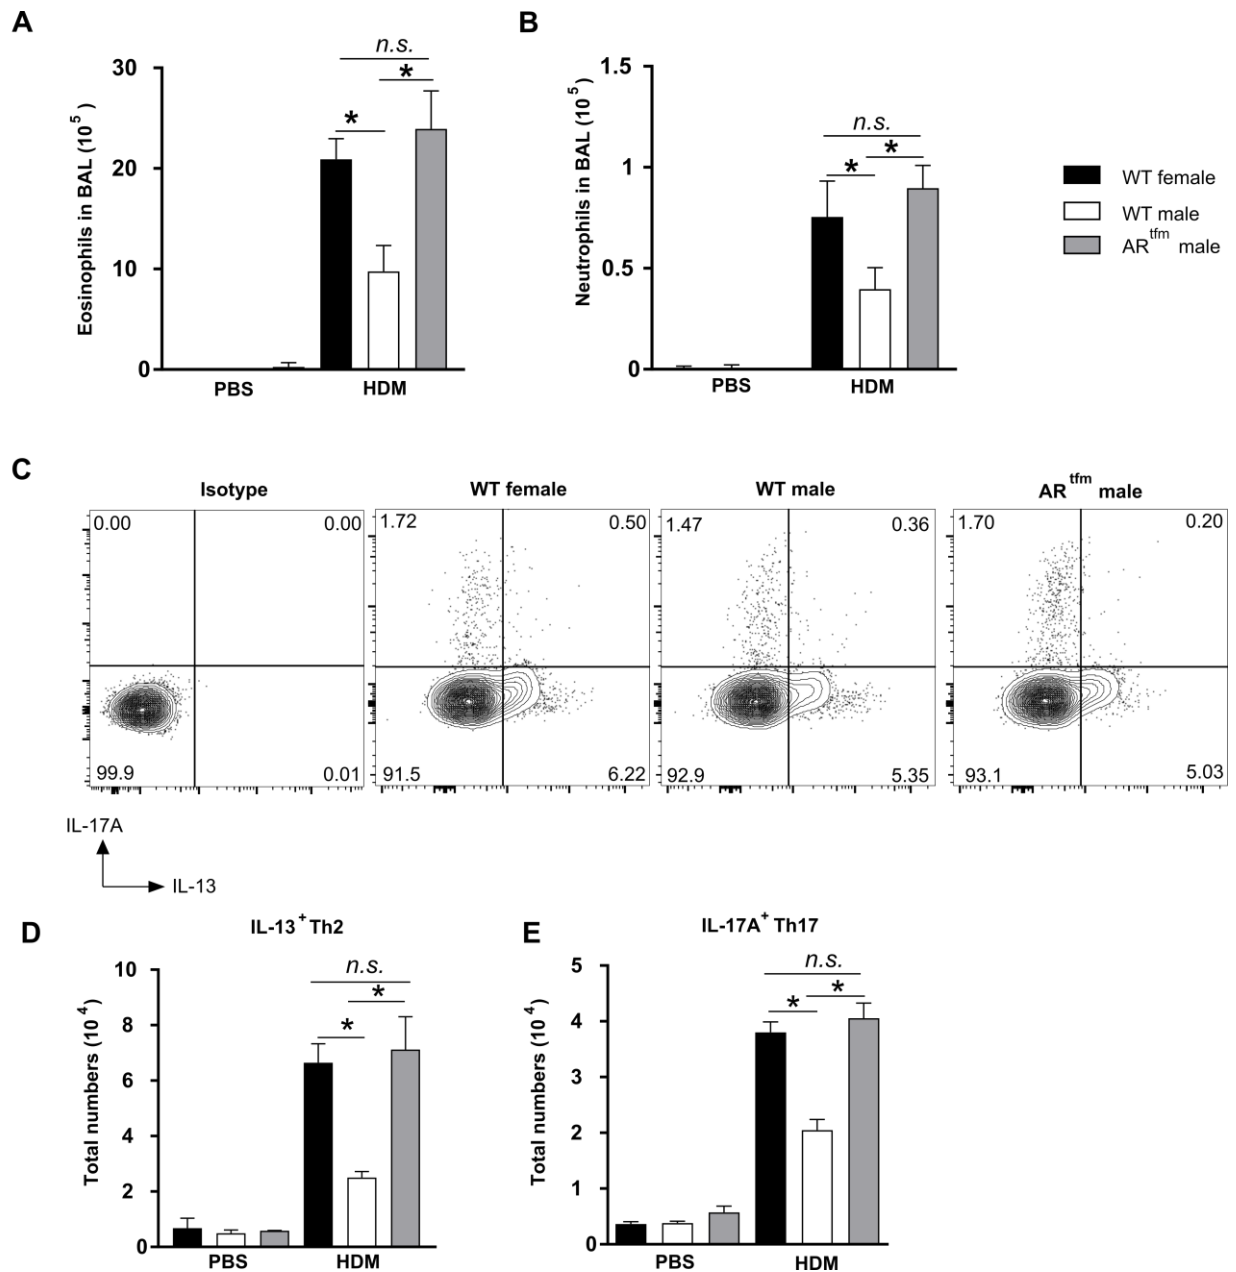 A
B
n.s.
*
*
30
20
10
0
Eosinophils in BAL (10 5 )
PBS
HDM
n.s.
*
*
1.5
1
0.5
0
Neutrophils in BAL (10 5 )
PBS
HDM
WT female
WT male
AR tfm male
C
Isotype
WT female
WT male
AR tfm male
0.00
0.00
99.9
0.01
1.72
0.50
91.5
6.22
1.47
0.36
92.9
5.35
1.70
0.20
93.1
5.03
IL-17A
IL-13
D
IL-13+ Th2
n.s.
*
*
10
8
6
4
2
0
Total numbers (10 4 )
PBS
HDM
E
IL-17A+ Th17
n.s.
*
*
5
4
3
2
1
0
Total numbers (10 4 )
PBS
HDM